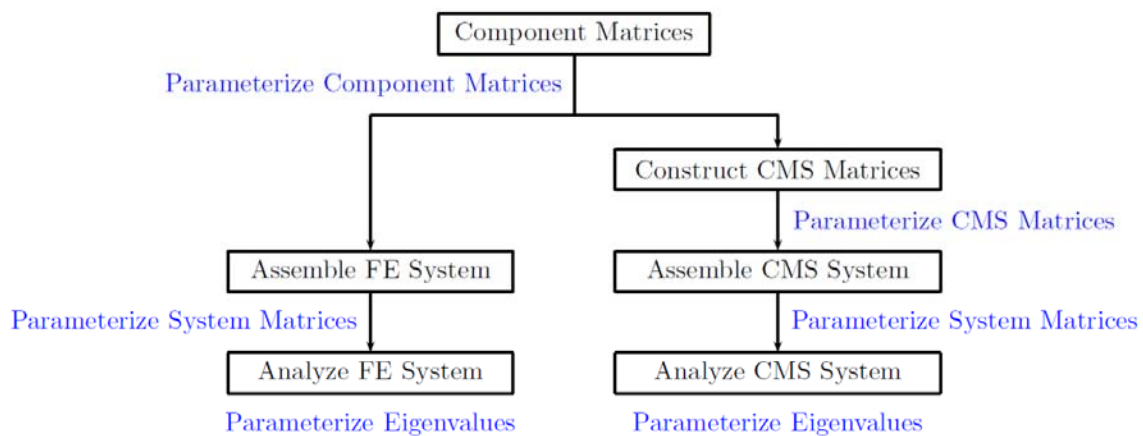 Component Matrices
Parameterize Component Matrices
Construct CMS Matrices
Parameterize CMS Matrices
Assemble FE System
Assemble CMS System
Parameterize System Matrices
Parameterize System Matrices
Analyze FE System
Analyze CMS System
Parameterize Eigenvalues
Parameterize Eigenvalues